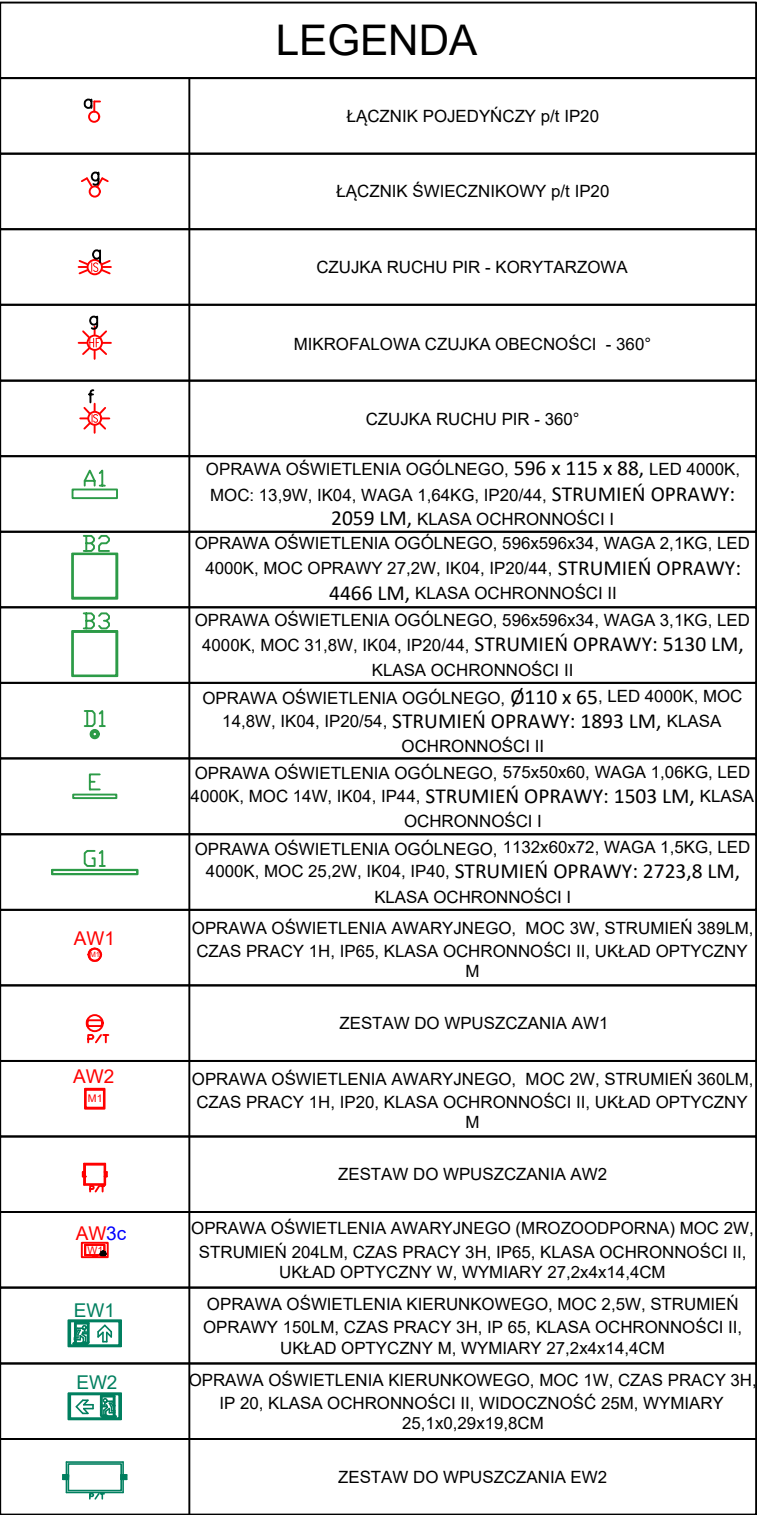 LEGENDA
a
ŁĄCZNIK POJEDYŃCZY p/t IP20
g
ŁĄCZNIK ŚWIECZNIKOWY p/t IP20
g
IS
CZUJKA RUCHU PIR - KORYTARZOWA
g
HF
MIKROFALOWA CZUJKA OBECNOŚCI - 360°
f
IS
CZUJKA RUCHU PIR - 360°
A1
OPRAWA OŚWIETLENIA OGÓLNEGO, 596 x 115 x 88, LED 4000K,
MOC: 13,9W, IK04, WAGA 1,64KG, IP20/44, STRUMIEŃ OPRAWY:
2059 LM, KLASA OCHRONNOŚCI I
B2
OPRAWA OŚWIETLENIA OGÓLNEGO, 596x596x34, WAGA 2,1KG, LED
4000K, MOC OPRAWY 27,2W, IK04, IP20/44, STRUMIEŃ OPRAWY:
4466 LM, KLASA OCHRONNOŚCI II
B3
OPRAWA OŚWIETLENIA OGÓLNEGO, 596x596x34, WAGA 3,1KG, LED
4000K, MOC 31,8W, IK04, IP20/44, STRUMIEŃ OPRAWY: 5130 LM,
KLASA OCHRONNOŚCI II
D1
OPRAWA OŚWIETLENIA OGÓLNEGO, Ø110 x 65, LED 4000K, MOC
14,8W, IK04, IP20/54, STRUMIEŃ OPRAWY: 1893 LM, KLASA
OCHRONNOŚCI II
E
OPRAWA OŚWIETLENIA OGÓLNEGO, 575x50x60, WAGA 1,06KG, LED
4000K, MOC 14W, IK04, IP44, STRUMIEŃ OPRAWY: 1503 LM, KLASA
OCHRONNOŚCI I
G1
OPRAWA OŚWIETLENIA OGÓLNEGO, 1132x60x72, WAGA 1,5KG, LED
4000K, MOC 25,2W, IK04, IP40, STRUMIEŃ OPRAWY: 2723,8 LM,
KLASA OCHRONNOŚCI I
AW1
M1
OPRAWA OŚWIETLENIA AWARYJNEGO, MOC 3W, STRUMIEŃ 389LM,
CZAS PRACY 1H, IP65, KLASA OCHRONNOŚCI II, UKŁAD OPTYCZNY
M
P/T
ZESTAW DO WPUSZCZANIA AW1
AW2
M1
OPRAWA OŚWIETLENIA AWARYJNEGO, MOC 2W, STRUMIEŃ 360LM,
CZAS PRACY 1H, IP20, KLASA OCHRONNOŚCI II, UKŁAD OPTYCZNY
M
P/T
ZESTAW DO WPUSZCZANIA AW2
AW3c
OPRAWA OŚWIETLENIA AWARYJNEGO (MROZOODPORNA) MOC 2W,
STRUMIEŃ 204LM, CZAS PRACY 3H, IP65, KLASA OCHRONNOŚCI II,
UKŁAD OPTYCZNY W, WYMIARY 27,2x4x14,4CM
EW1
OPRAWA OŚWIETLENIA KIERUNKOWEGO, MOC 2,5W, STRUMIEŃ
OPRAWY 150LM, CZAS PRACY 3H, IP 65, KLASA OCHRONNOŚCI II,
UKŁAD OPTYCZNY M, WYMIARY 27,2x4x14,4CM
EW2
OPRAWA OŚWIETLENIA KIERUNKOWEGO, MOC 1W, CZAS PRACY 3H,
IP 20, KLASA OCHRONNOŚCI II, WIDOCZNOŚĆ 25M, WYMIARY
25,1x0,29x19,8CM
P/T
ZESTAW DO WPUSZCZANIA EW2